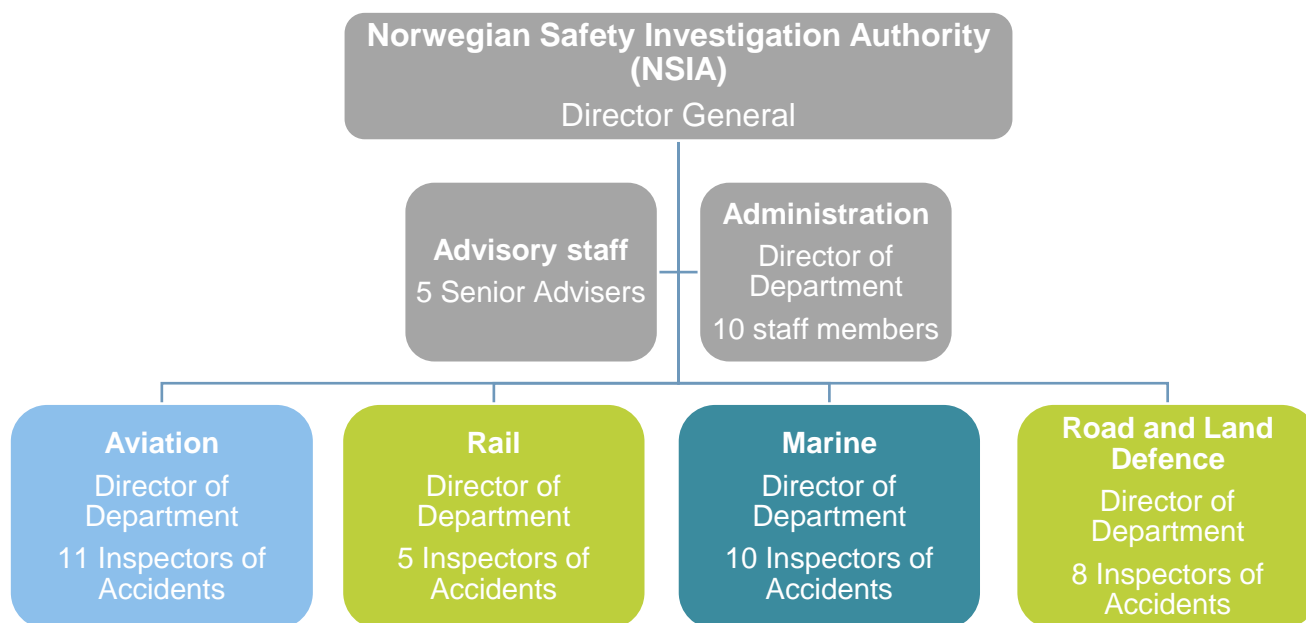 Norwegian Safety Investigation Authority
(NSIA)
Director General
Advisory staff
5 Senior Advisers
Administration
Director of
Department
10 staff members
Aviation
Director of
Department
11 Inspectors of
Accidents
Rail
Director of
Department
5 Inspectors of
Accidents
Marine
Director of
Department
10 Inspectors of
Accidents
Road and Land
Defence
Director of
Department
8 Inspectors of
Accidents